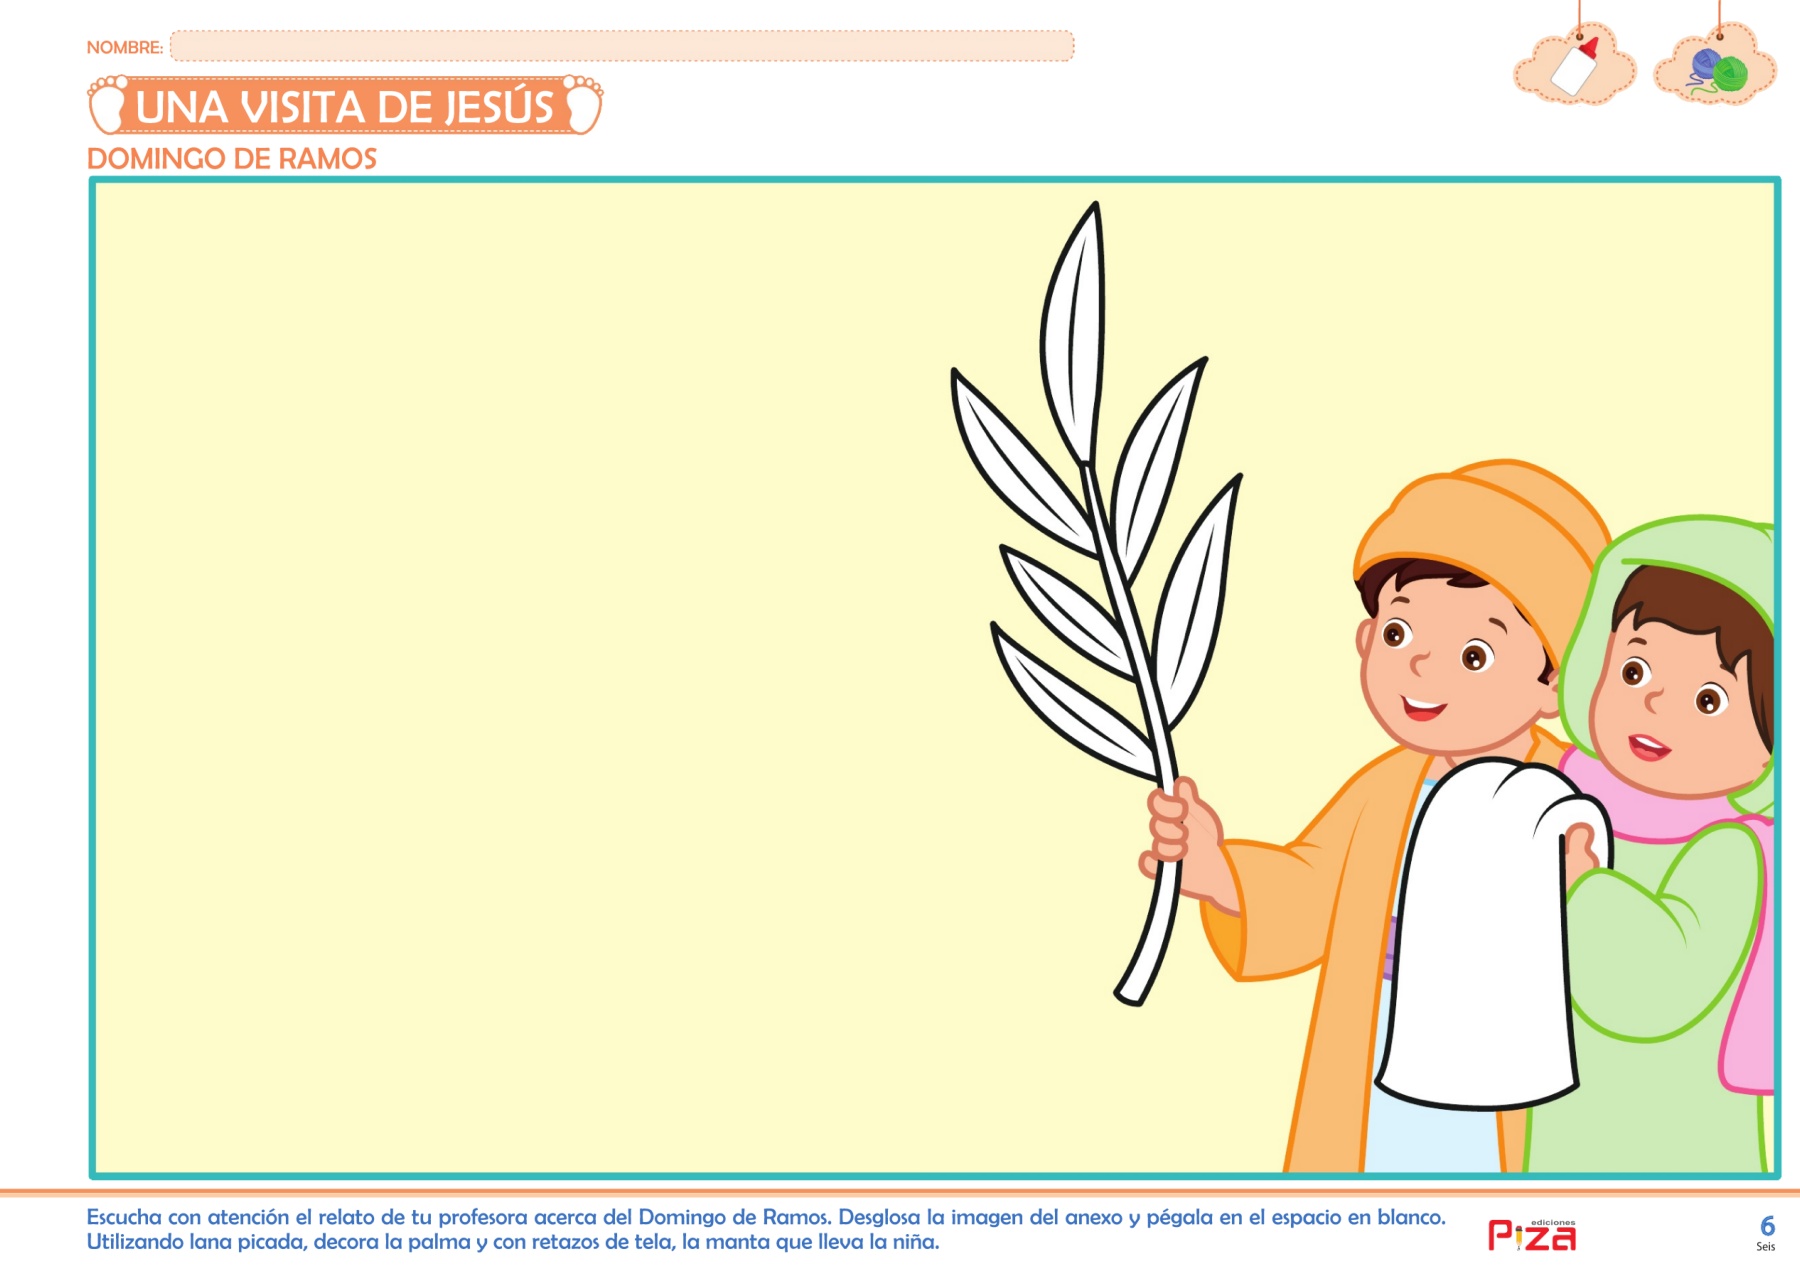 NOMBRE:
UNA VISITA DE JESÚS
DOMINGO DE RAMOS
Escucha con atención el relato de tu profesora acerca del Domingo de Ramos. Desglosa la imagen del anexo y pégala en el espacio en blanco.
Utilizando lana picada, decora la palma y con retazos de tela, la manta que lleva la niña.
ediciones
Piza
6
Seis